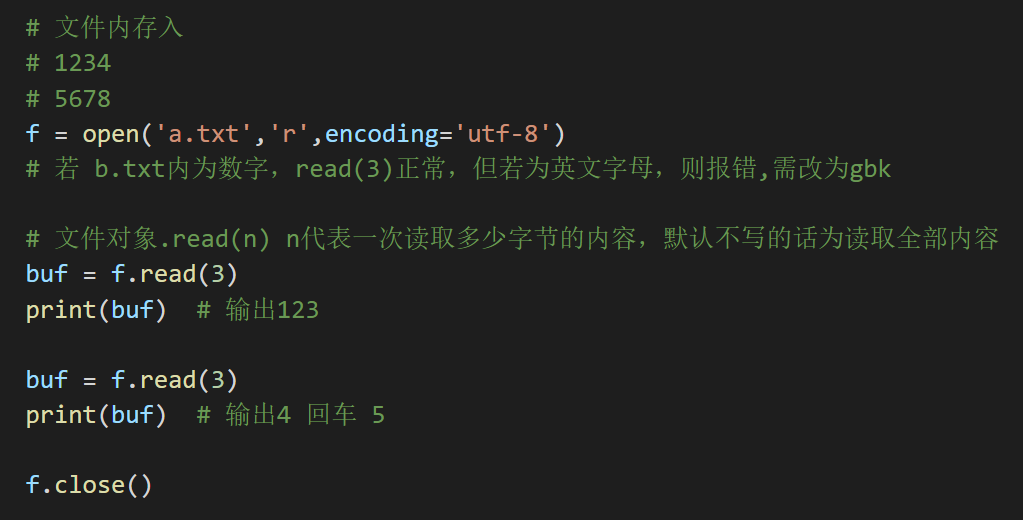 # 文件内存入
# 1234
# 5678
f = open('a.txt','r',encoding='utf-8')
# 若 b.txt内为数字，read(3)正常，但若为英文字母，则报错,需改为gbk
# 文件对象.read(n) n代表一次读取多少字节的内容，默认不写的话为读取全部内容
buf = f.read(3)
print(buf)  # 输出123
buf = f.read(3)
print(buf)  # 输出4 回车 5
f.close()